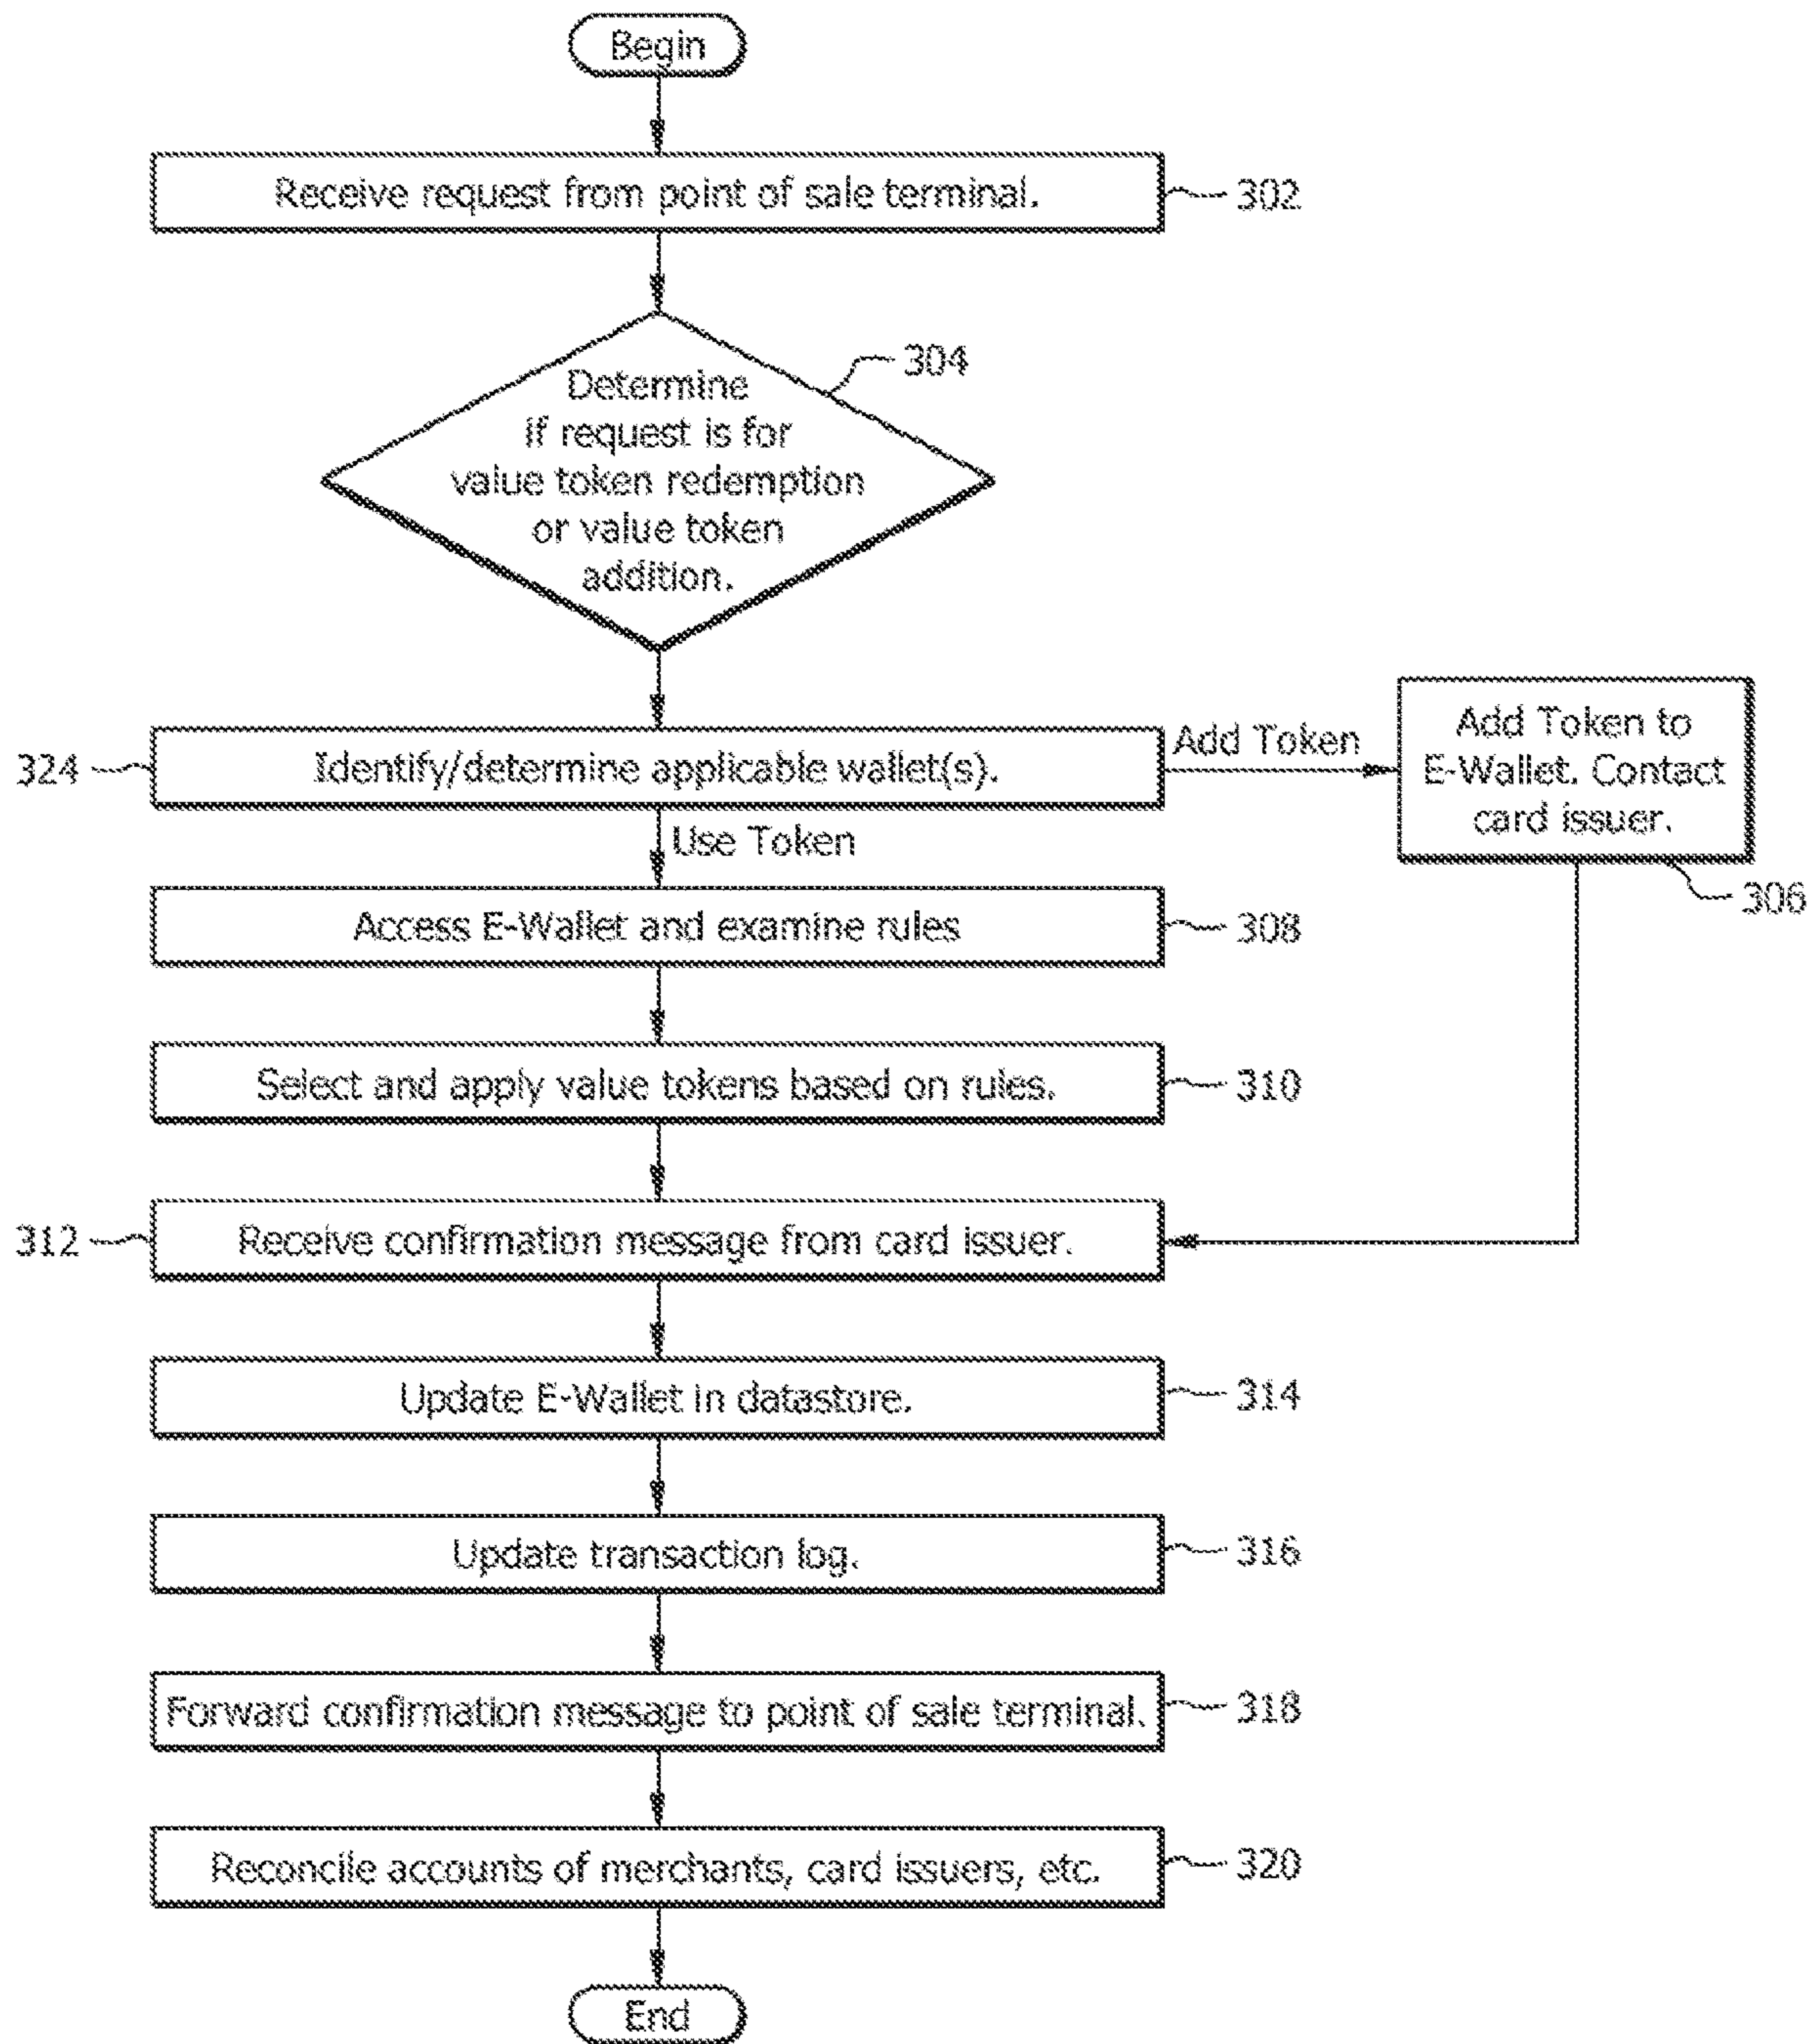 Begin
Receive request from point of sale terminal.
302
304
Determine
if request is for
value token redemption
or value token
addition.
324
Identify/determine applicable wallet(s).
Add Token
Add Token to
E-Wallet. Contact
card issuer.
306
Use Token
Access E-Wallet and examine rules
308
Select and apply value tokens based on rules.
310
312
Receive confirmation message from card issuer.
Update E-Wallet in datastore.
314
Update transaction log.
316
Forward confirmation message to point of sale terminal.
318
Reconcile accounts of merchants, card issuers, etc.
320
End